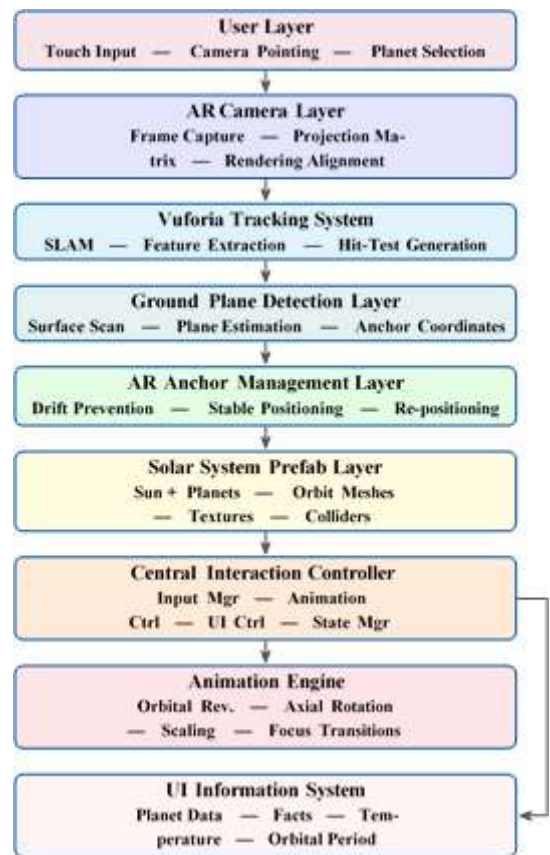 User Layer
Touch Input — Camera Pointing — Planet Selection
AR Camera Layer
Frame Capture — Projection Ma-
trix — Rendering Alignment
Vuforia Tracking System
SLAM — Feature Extraction — Hit-Test Generation
Ground Plane Detection Layer
Surface Scan — Plane Estimation — Anchor Coordinates
AR Anchor Management Layer
Drift Prevention — Stable Positioning — Re-positioning
Solar System Prefab Layer
Sun + Planets — Orbit Meshes
— Textures — Colliders
Central Interaction Controller
Input Mgr — Animation
Ctrl — UI Ctrl — State Mgr
Animation Engine
Orbital Rev. — Axial Rotation
— Scaling — Focus Transitions
UI Information System
Planet Data — Facts — Tem-
perature — Orbital Period